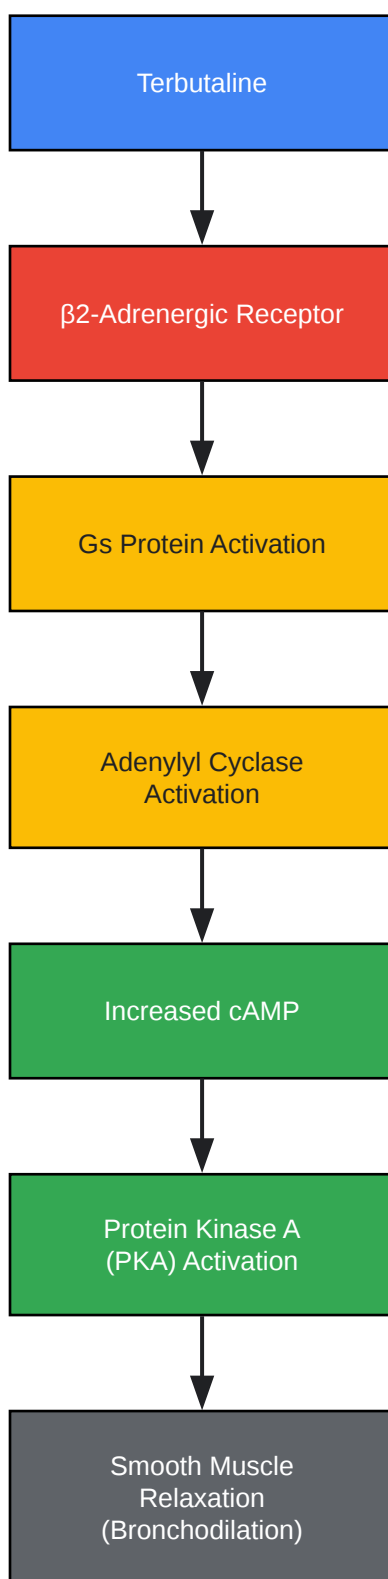 Terbutaline
β2-Adrenergic Receptor
Gs Protein Activation
Adenylyl Cyclase
Activation
Increased cAMP
Protein Kinase A
(PKA) Activation
Smooth Muscle
Relaxation
(Bronchodilation)